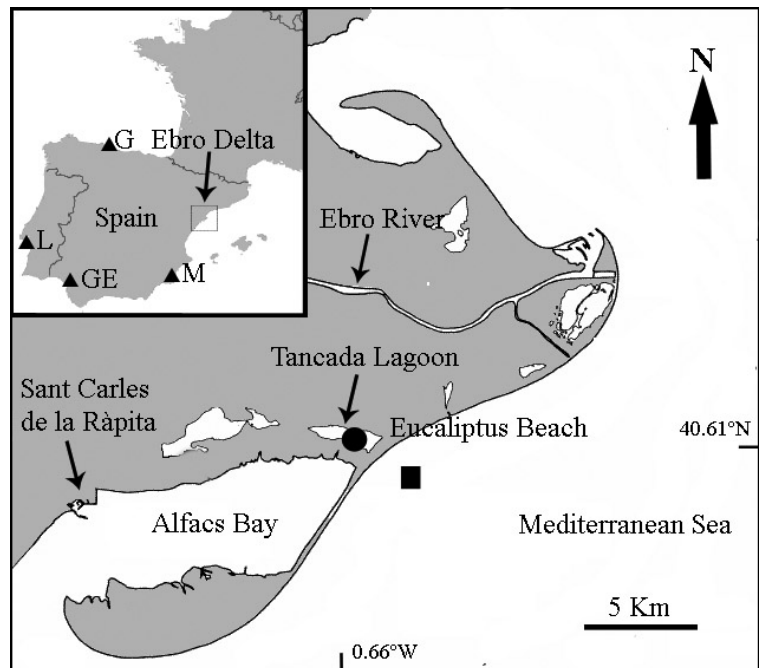 G
Ebro Delta
Spain
L
GE
M
N
Ebro River
Tancada Lagoon
Sant Carles
de la Ràpita
Eucaliptus Beach
40.61°N
Alfacs Bay
Mediterranean Sea
5 Km
0.66°W